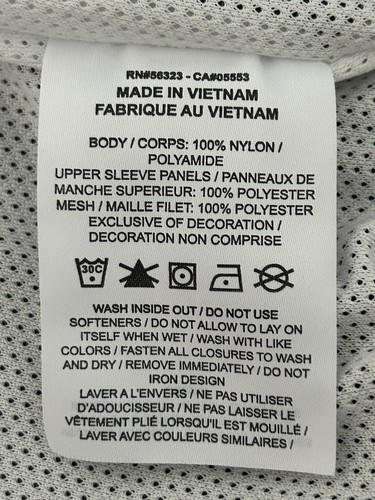 RN#56323 - CA#05553
MADE IN VIETNAM
FABRIQUE AU VIETNAM
BODY / CORPS: 100% NYLON /
POLYAMIDE
UPPER SLEEVE PANELS / PANNEAUX DE
MANCHE SUPERIEUR: 100% POLYESTER
MESH / MAILLE FILET: 100% POLYESTER
EXCLUSIVE OF DECORATION /
DECORATION NON COMPRISE
30C
WASH INSIDE OUT / DO NOT USE
SOFTENERS / DO NOT ALLOW TO LAY ON
ITSELF WHEN WET / WASH WITH LIKE
COLORS / FASTEN ALL CLOSURES TO WASH
AND DRY / REMOVE IMMEDIATELY / DO NOT
IRON DESIGN
LAVER A L'ENVERS / NE PAS UTILISER
D'ADOUCISSEUR / NE PAS LAISSER LE
VÊTEMENT PLIÉ LORSQU'IL EST MOUILLÉ /
LAVER AVEC COULEURS SIMILAIRES /